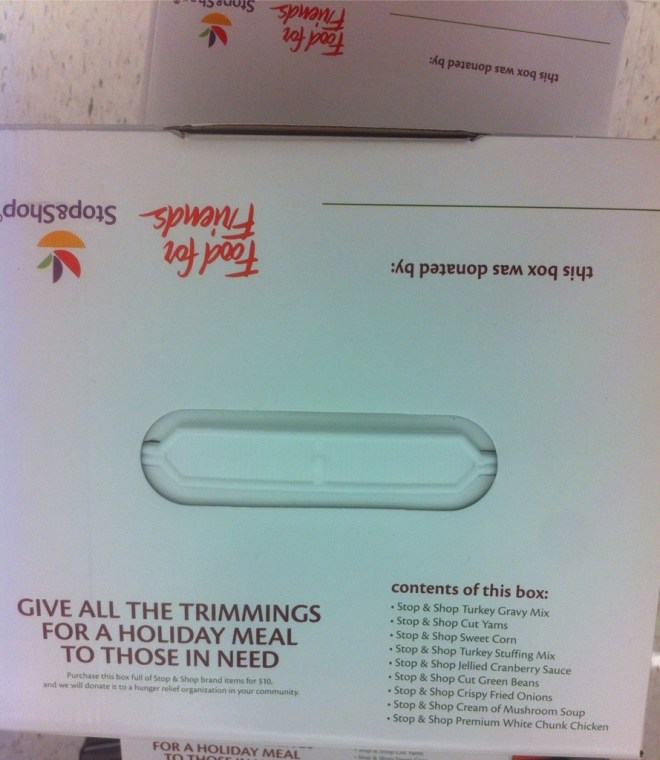 Stop&Shop
Food for
Friends
this box was donated by:
Stop&Shop®
Food for
Friends
this box was donated by:
GIVE ALL THE TRIMMINGS
FOR A HOLIDAY MEAL
TO THOSE IN NEED
Purchase this box full of Stop & Shop brand items for $10,
and we will donate it to a hunger relief organization in your community.
contents of this box:
• Stop & Shop Turkey Gravy Mix
• Stop & Shop Cut Yams
• Stop & Shop Sweet Corn
• Stop & Shop Turkey Stuffing Mix
• Stop & Shop Jellied Cranberry Sauce
• Stop & Shop Cut Green Beans
• Stop & Shop Crispy Fried Onions
• Stop & Shop Cream of Mushroom Soup
• Stop & Shop Premium White Chunk Chicken
FOR A HOLIDAY MEAL
TO THOSE IN NEED